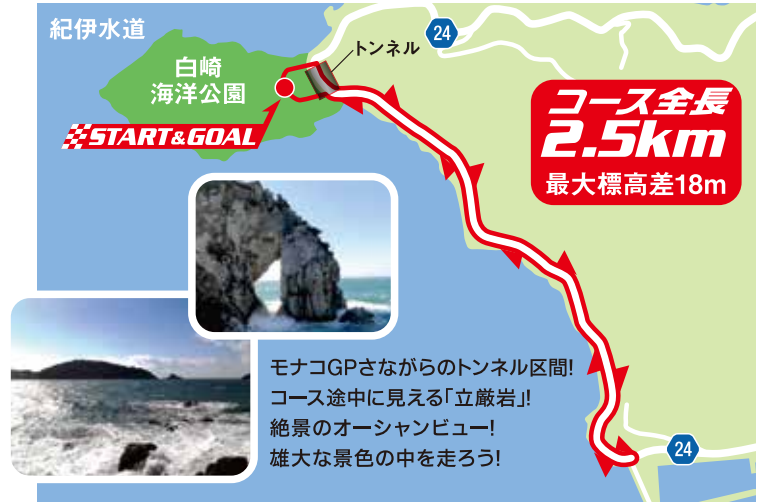 紀伊水道
白崎
海洋公園
START&GOAL
トンネル
24
コース全長
2.5km
最大標高差18m
モナコGPさながらのトンネル区間!
コース途中に見える「立厳岩」!
絶景のオーシャンビュー!
雄大な景色の中を走ろう!
24